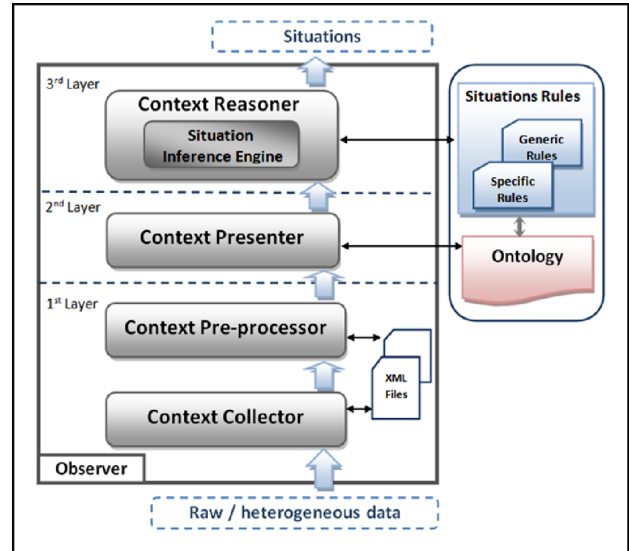 Situations
3rd Layer
Context Reasoner
Situation
Inference Engine
Situations Rules
Generic
Rules
Specific
Rules
2nd Layer
Context Presenter
Ontology
1st Layer
Context Pre-processor
XML
Files
Context Collector
Observer
Raw / heterogeneous data